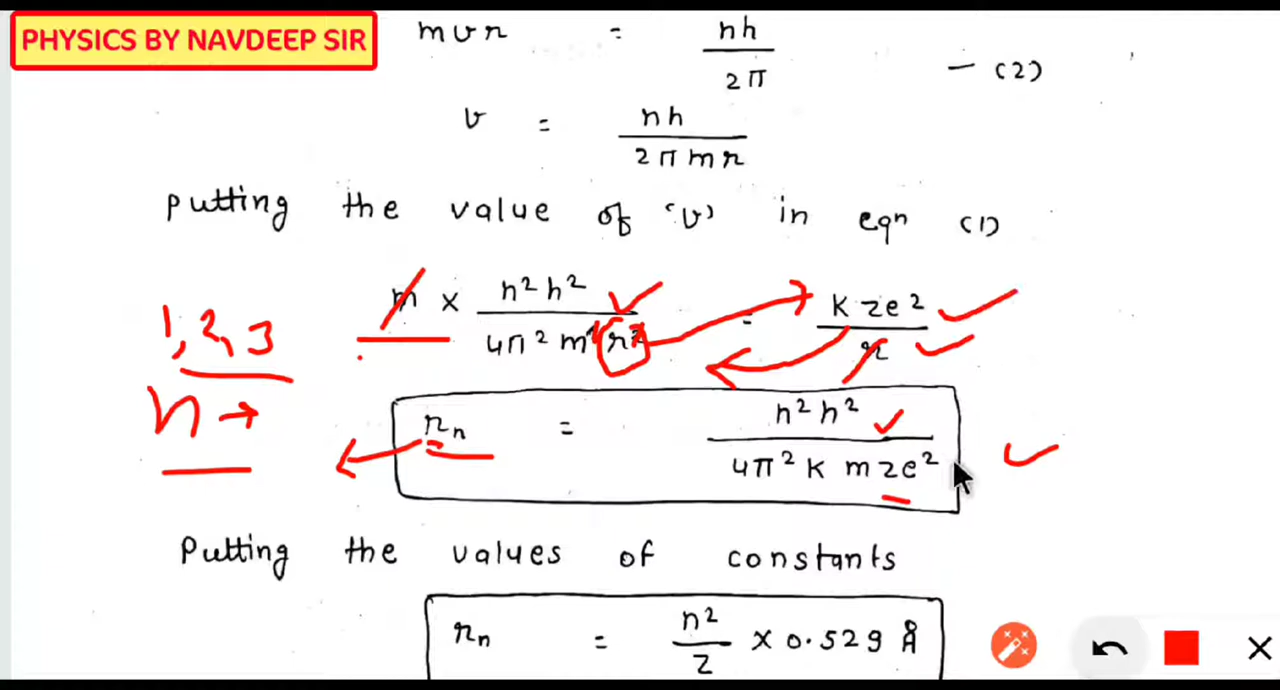 PHYSICS BY NAVDEEP SIR
mvr = nh / 2π — (2)
v = nh / 2πmr
Putting the value of 'v' in eqn (1)
m × n²h² / 4π²m²r² = kze² / r
1, 2, 3
n →
rₙ = n²h² / 4π²k mze²
Putting the values of constants
rₙ = n² / z × 0.529 Å